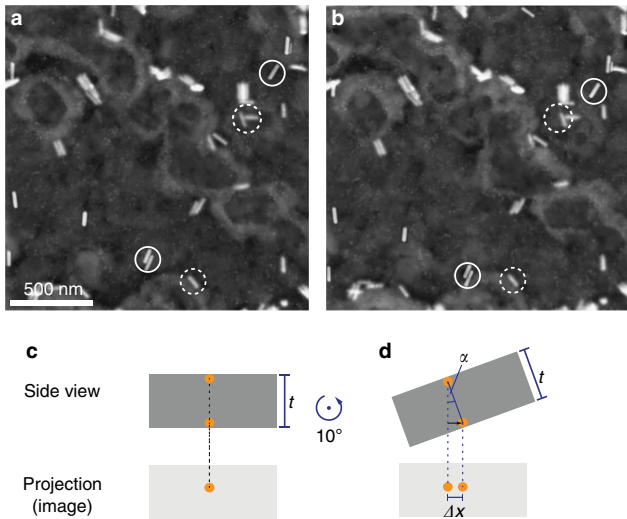 a
b
500 nm
c
d
α
Side view
t
t
10°
Projection
(image)
Δx